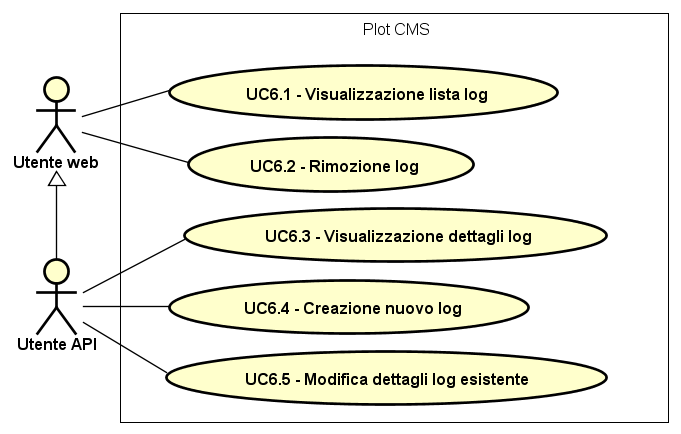 Plot CMS
UC6.1 - Visualizzazione lista log
Utente web
UC6.2 - Rimozione log
UC6.3 - Visualizzazione dettagli log
UC6.4 - Creazione nuovo log
Utente API
UC6.5 - Modifica dettagli log esistente